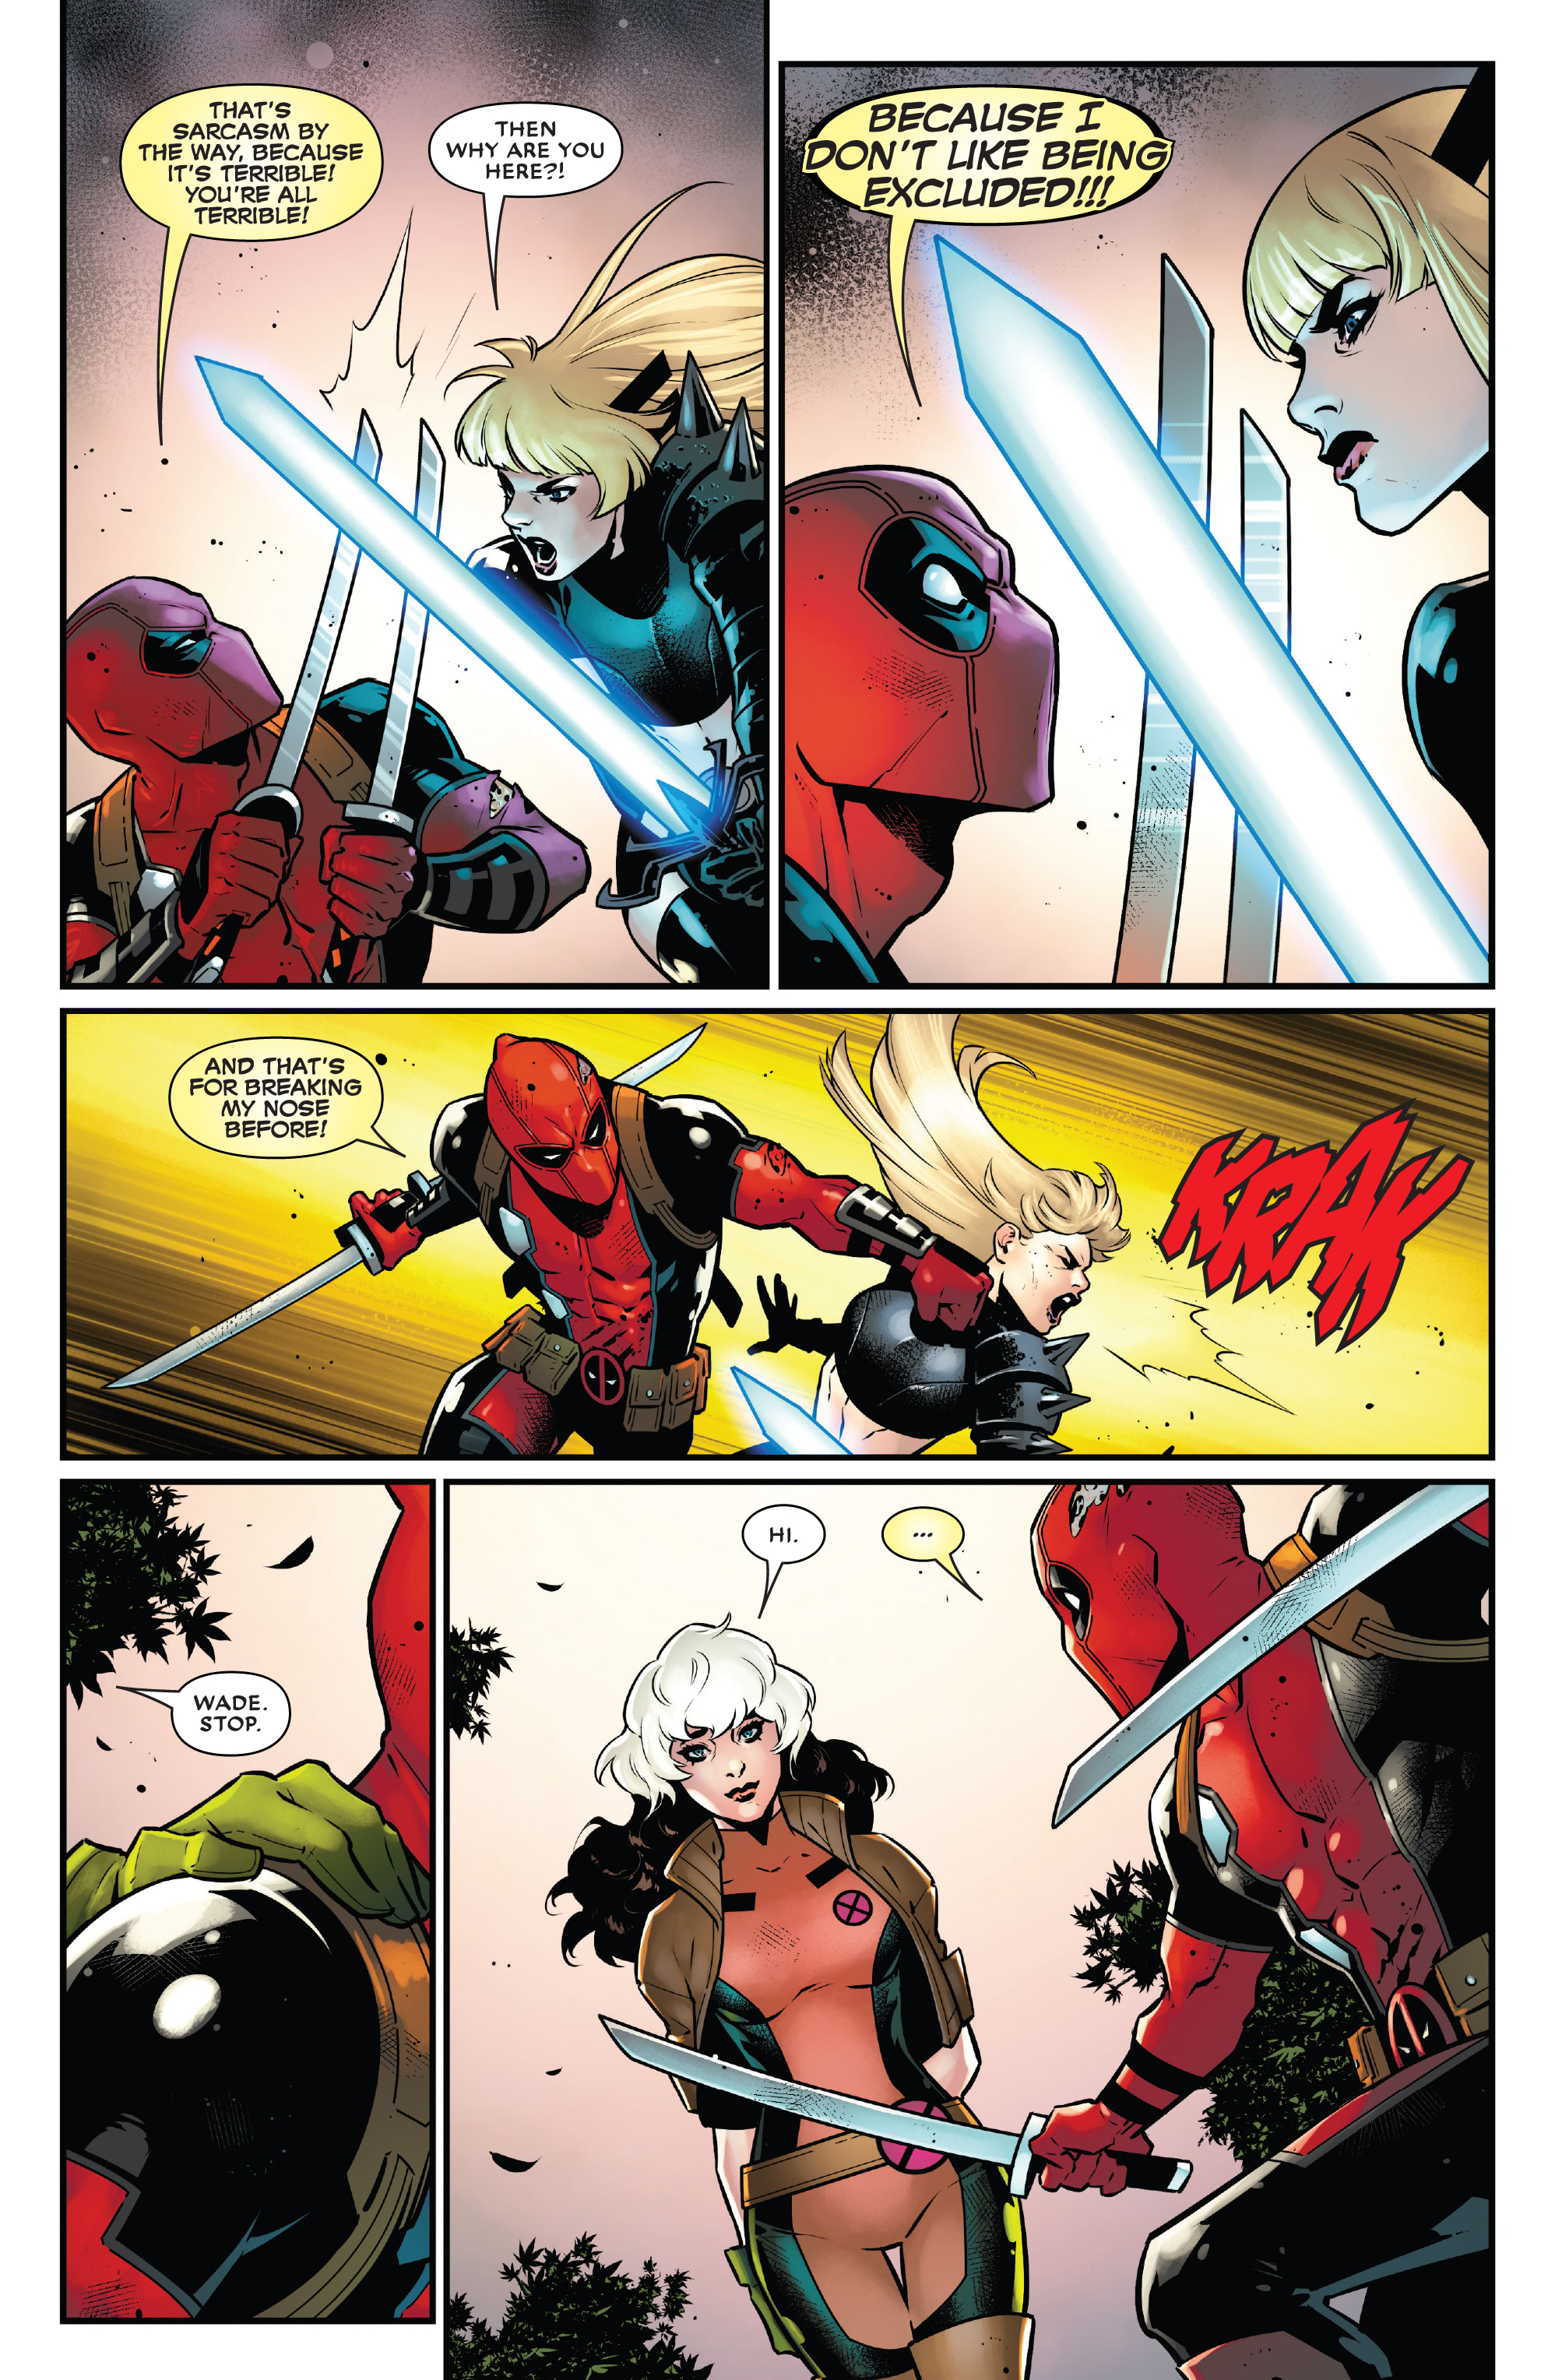 THAT'S
SARCASM BY
THE WAY, BECAUSE
IT'S TERRIBLE!
YOU'RE ALL
TERRIBLE!
THEN
WHY ARE YOU
HERE?!
BECAUSE I
DON'T LIKE BEING
EXCLUDED!!!
AND THAT'S
FOR BREAKING
MY NOSE
BEFORE!
KRAK
WADE.
STOP.
HI.
...